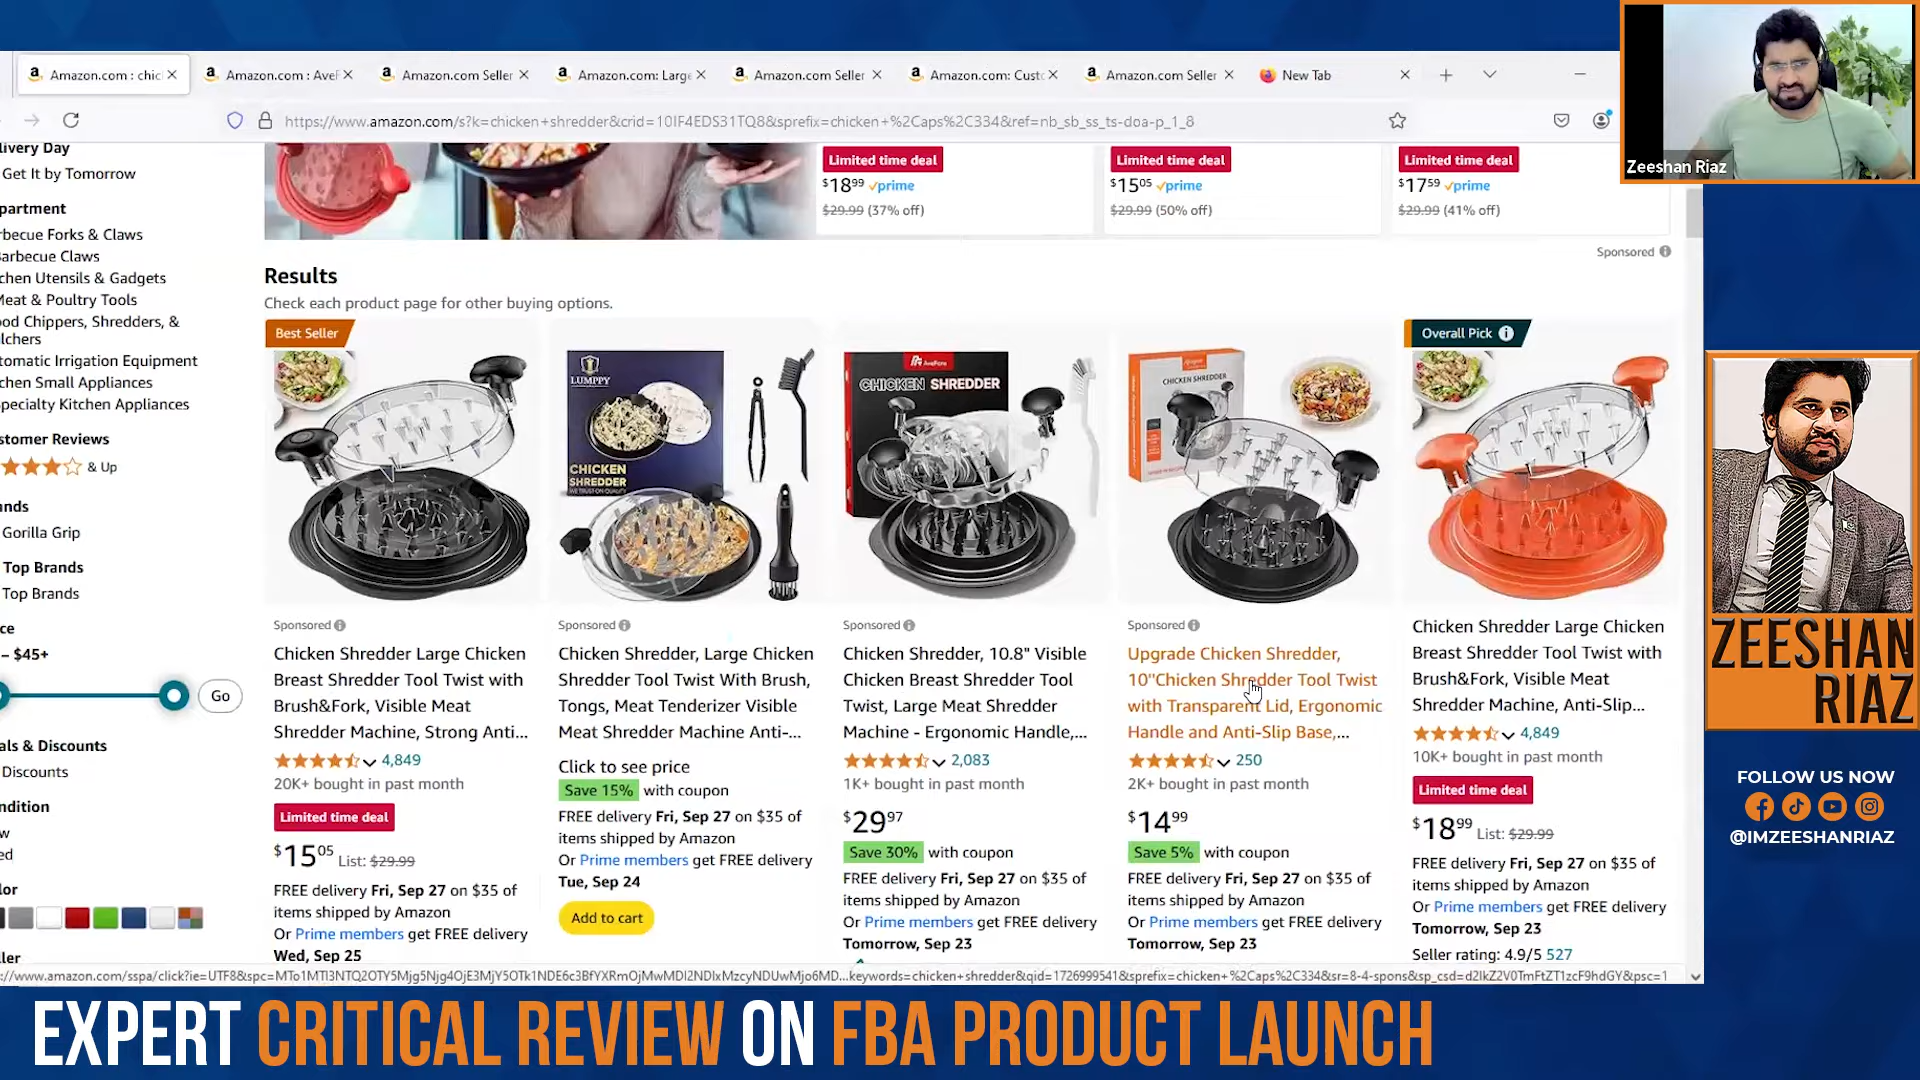 Amazon.com : chic
Amazon.com : AveF
Amazon.com Seller
Amazon.com: Large
Amazon.com Seller
Amazon.com: Custo
Amazon.com Seller
New Tab
https://www.amazon.com/s?k=chicken+shredder&crid=10IF4EDS31TQ8&sprefix=chicken+%2Caps%2C334&ref=nb_sb_ss_ts-doa-p_1_8
Zeeshan Riaz
livery Day
Get It by Tomorrow
partment
rbecue Forks & Claws
arbecue Claws
chen Utensils & Gadgets
Meat & Poultry Tools
od Chippers, Shredders, &
lchers
tomatic Irrigation Equipment
chen Small Appliances
pecialty Kitchen Appliances
stomer Reviews
& Up
nds
Gorilla Grip
Top Brands
Top Brands
ce
– $45+
Go
als & Discounts
Discounts
ndition
w
ed
lor
ller
Limited time deal
$18⁹⁹ prime
$29.99 (37% off)
Limited time deal
$15⁰⁵ prime
$29.99 (50% off)
Limited time deal
$17⁵⁹ prime
$29.99 (41% off)
Sponsored
Results
Check each product page for other buying options.
Best Seller
Sponsored
Chicken Shredder Large Chicken
Breast Shredder Tool Twist with
Brush&Fork, Visible Meat
Shredder Machine, Strong Anti...
4,849
20K+ bought in past month
Limited time deal
$15⁰⁵ List: $29.99
FREE delivery Fri, Sep 27 on $35 of
items shipped by Amazon
Or Prime members get FREE delivery
Wed, Sep 25
LUMPPY
CHICKEN
SHREDDER
WE TRUST ON QUALITY
Sponsored
Chicken Shredder, Large Chicken
Shredder Tool Twist With Brush,
Tongs, Meat Tenderizer Visible
Meat Shredder Machine Anti-...
Click to see price
Save 15% with coupon
FREE delivery Fri, Sep 27 on $35 of
items shipped by Amazon
Or Prime members get FREE delivery
Tue, Sep 24
Add to cart
CHICKEN SHREDDER
Sponsored
Chicken Shredder, 10.8" Visible
Chicken Breast Shredder Tool
Twist, Large Meat Shredder
Machine - Ergonomic Handle,...
2,083
1K+ bought in past month
$29⁹⁷
Save 30% with coupon
FREE delivery Fri, Sep 27 on $35 of
items shipped by Amazon
Or Prime members get FREE delivery
Tomorrow, Sep 23
CHICKEN SHREDDER
Sponsored
Upgrade Chicken Shredder,
10''Chicken Shredder Tool Twist
with Transparent Lid, Ergonomic
Handle and Anti-Slip Base,...
250
2K+ bought in past month
$14⁹⁹
Save 5% with coupon
FREE delivery Fri, Sep 27 on $35 of
items shipped by Amazon
Or Prime members get FREE delivery
Tomorrow, Sep 23
Overall Pick
Chicken Shredder Large Chicken
Breast Shredder Tool Twist with
Brush&Fork, Visible Meat
Shredder Machine, Anti-Slip...
4,849
10K+ bought in past month
Limited time deal
$18⁹⁹ List: $29.99
FREE delivery Fri, Sep 27 on $35 of
items shipped by Amazon
Or Prime members get FREE delivery
Tomorrow, Sep 23
Seller rating: 4.9/5 527
ZEESHAN
RIAZ
FOLLOW US NOW
@IMZEESHANRIAZ
EXPERT CRITICAL REVIEW ON FBA PRODUCT LAUNCH